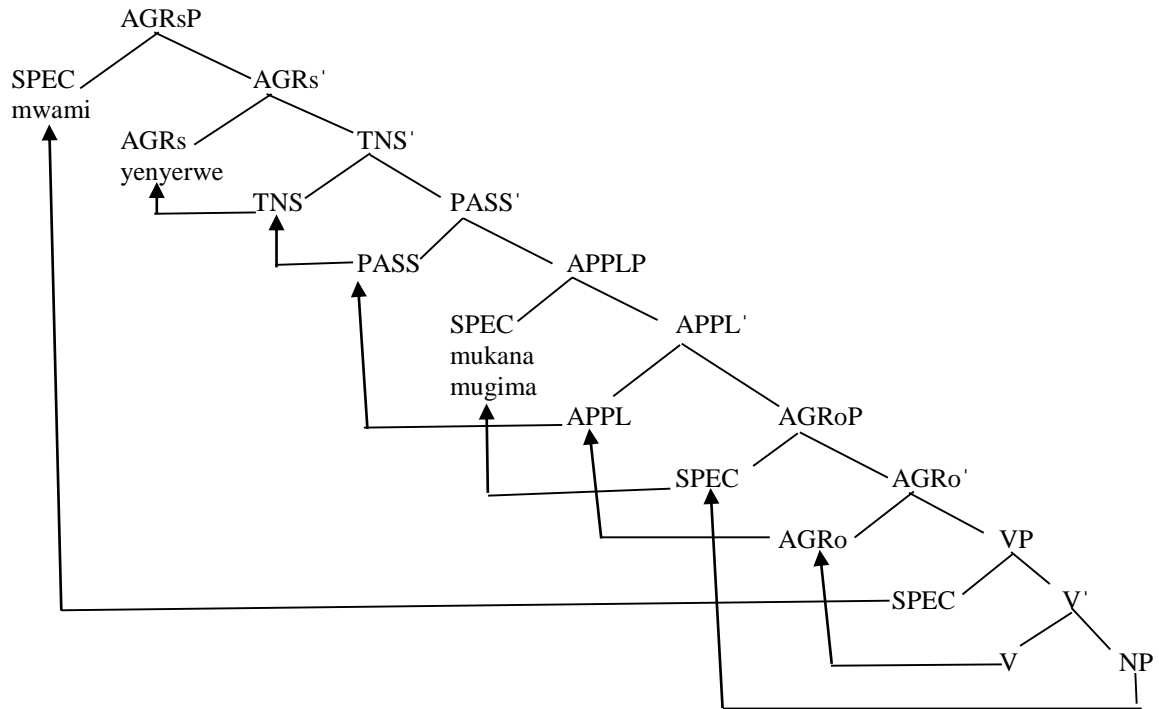 AGRsP
SPEC AGRs'
mwami
AGRs TNS'
yenyerwe
TNS PASS'
PASS APPLP
SPEC APPL'
mukana
mugima
APPL AGRoP
SPEC AGRo'
AGRo VP
SPEC V'
V NP